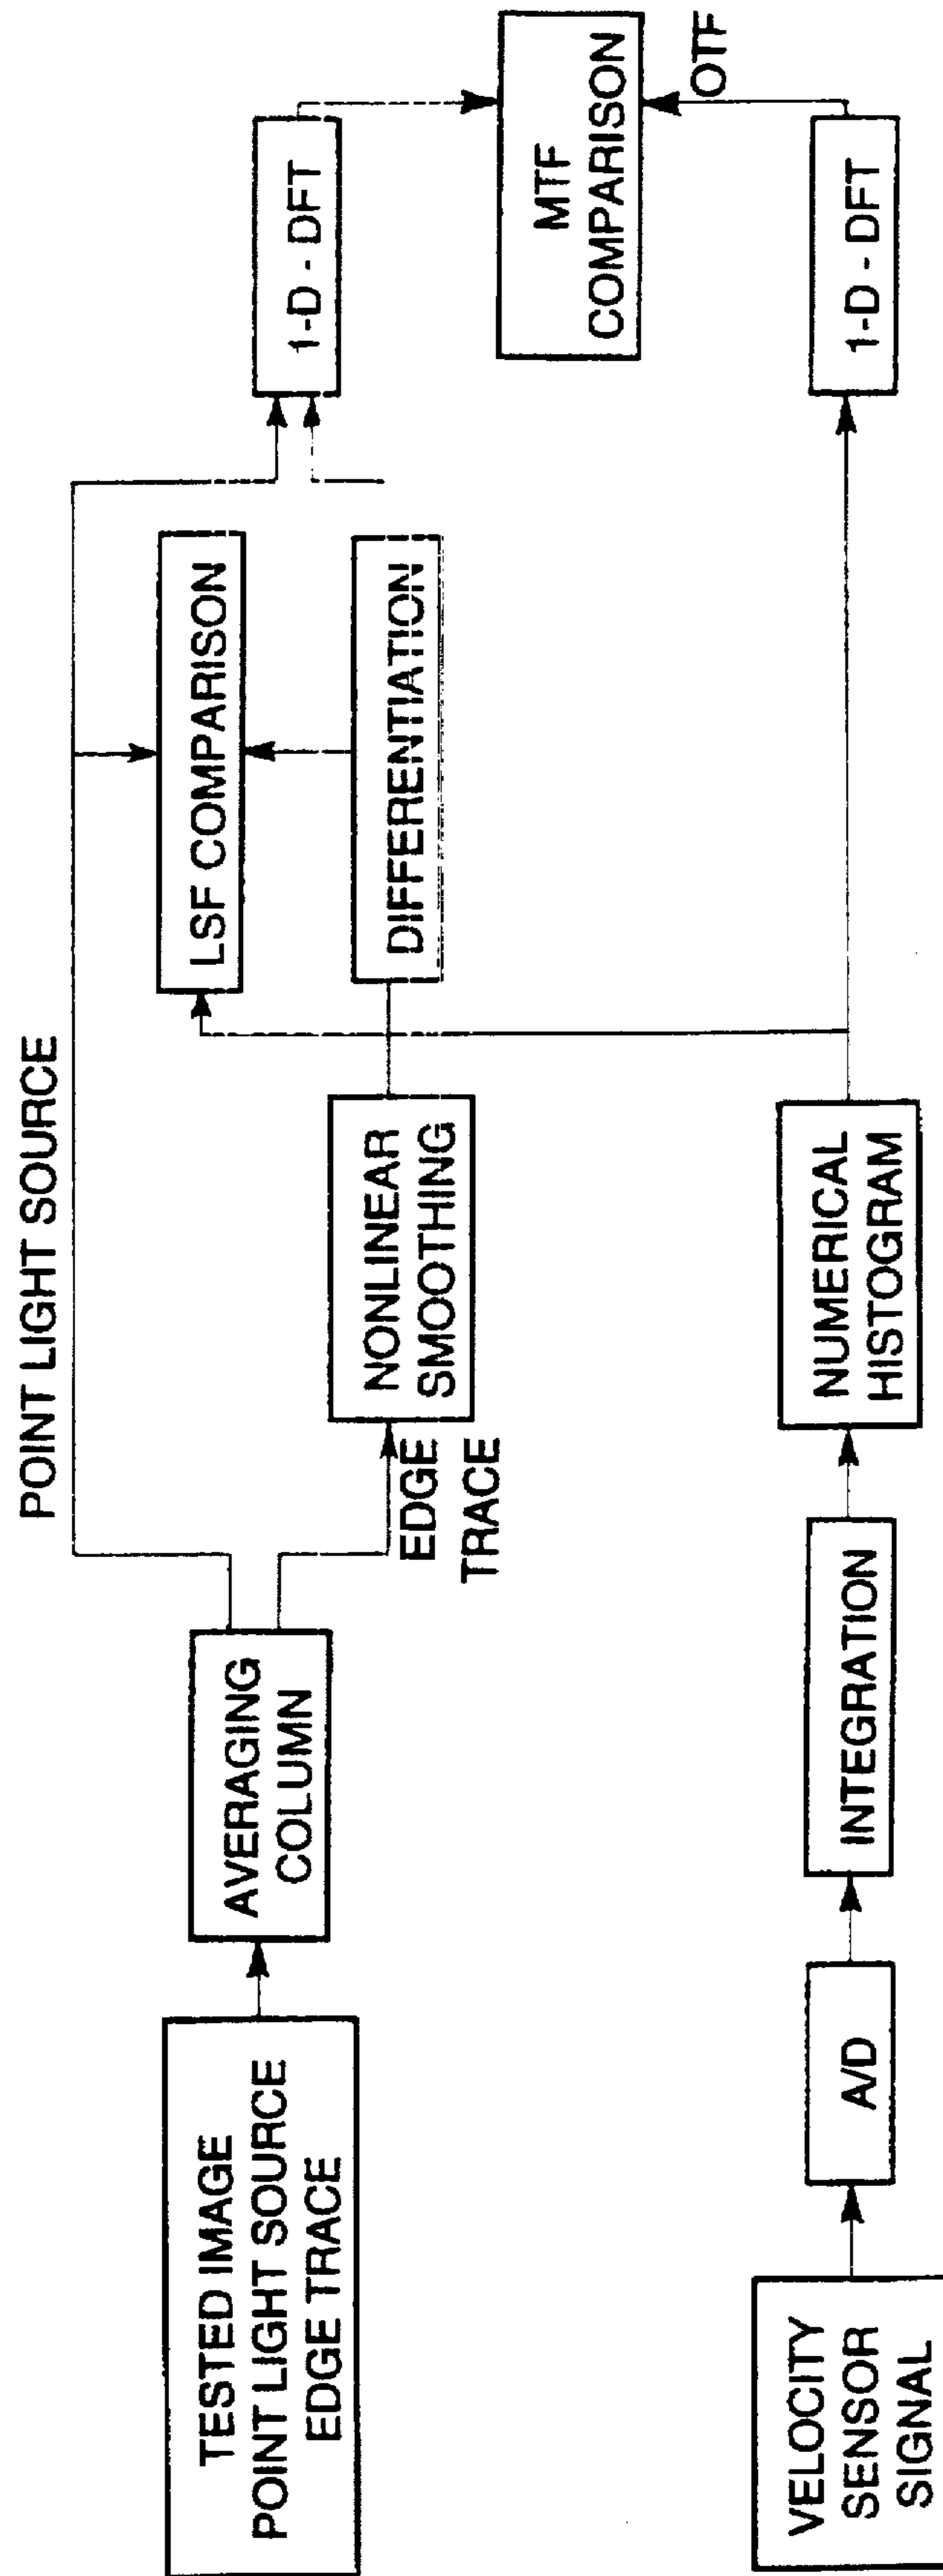 POINT LIGHT SOURCE
TESTED IMAGE
POINT LIGHT SOURCE
EDGE TRACE
AVERAGING
COLUMN
EDGE
TRACE
NONLINEAR
SMOOTHING
LSF COMPARISON
DIFFERENTIATION
1-D - DFT
MTF
COMPARISON
OTF
VELOCITY
SENSOR
SIGNAL
A/D
INTEGRATION
NUMERICAL
HISTOGRAM
1-D - DFT